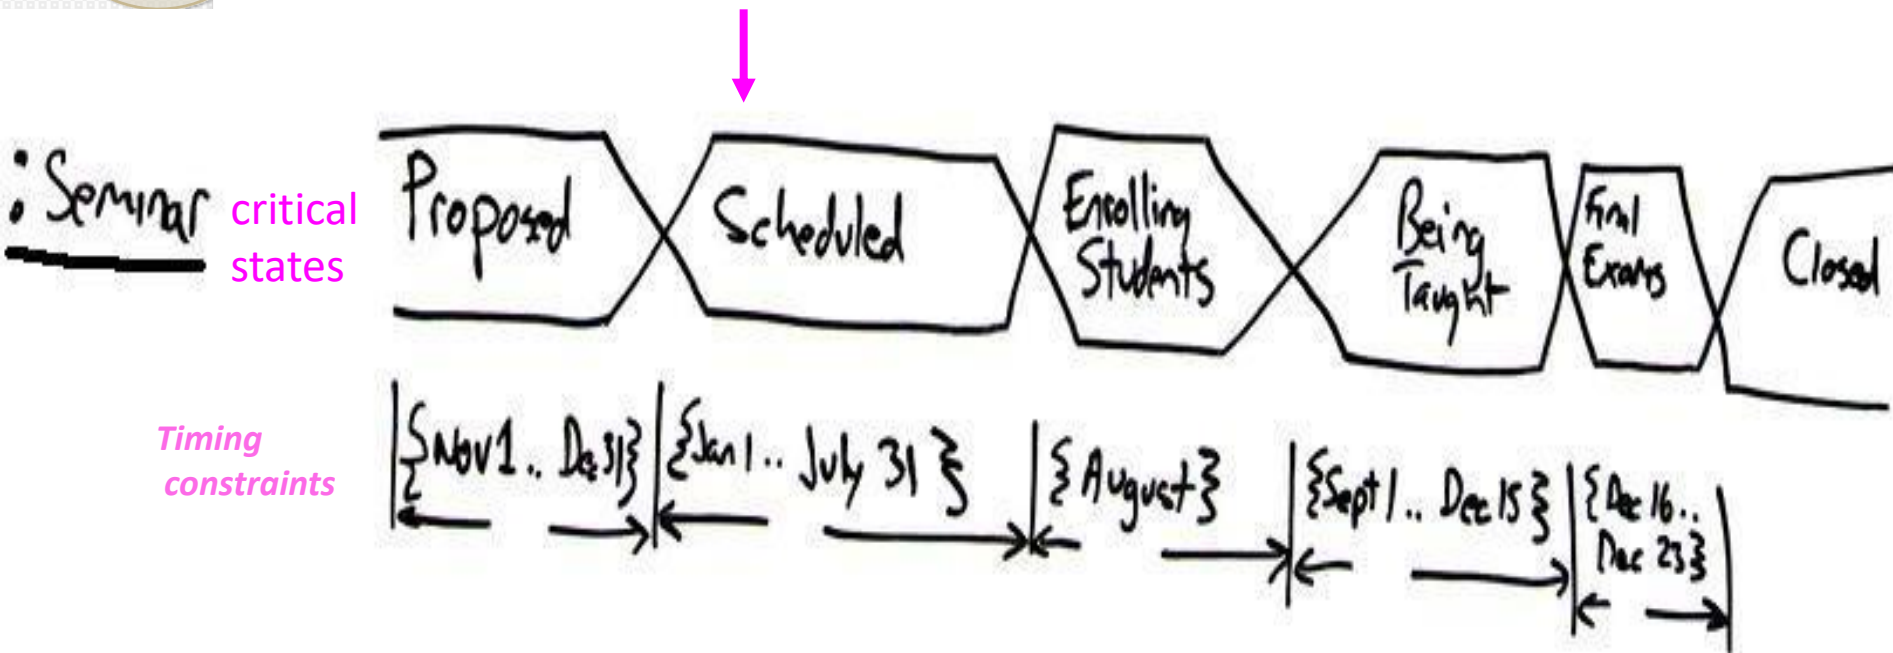 : Seminar
critical
states
Proposed
Scheduled
Enrolling
Students
Being
Taught
Final
Exams
Closed
Timing
constraints
{Nov 1.. Dec 31}
{Jan 1.. July 31}
{August}
{Sept 1.. Dec 15}
{Dec 16..
Dec 23}